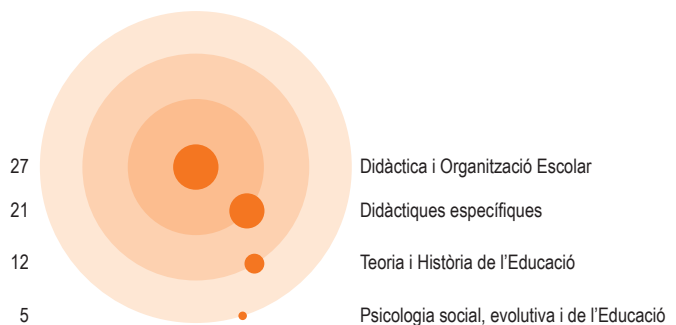 27 Didàctica i Organització Escolar
21 Didàctiques específiques
12 Teoria i Història de l’Educació
5 Psicologia social, evolutiva i de l’Educació